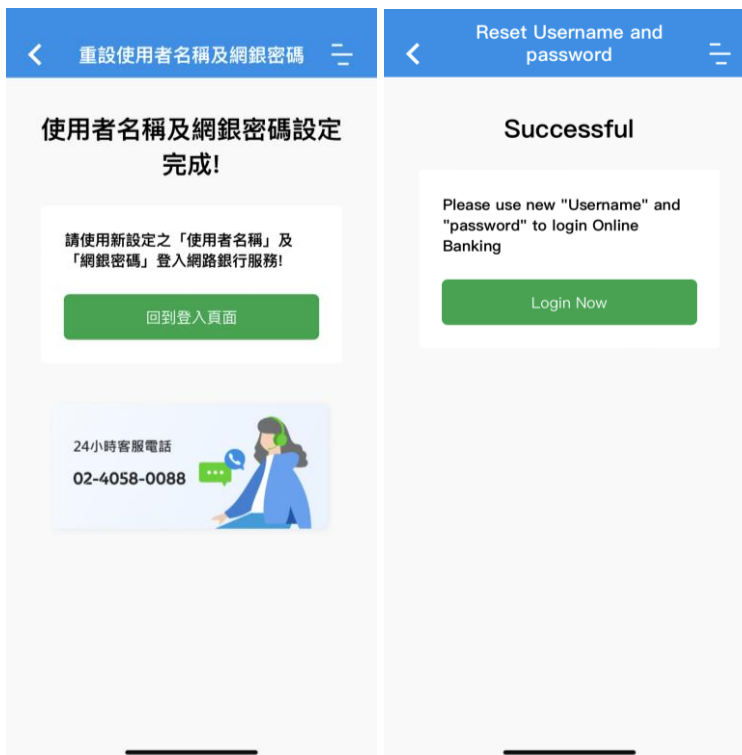 重設使用者名稱及網銀密碼
使用者名稱及網銀密碼設定
完成!
請使用新設定之「使用者名稱」及
「網銀密碼」登入網路銀行服務!
回到登入頁面
24小時客服電話
02-4058-0088
Reset Username and
password
Successful
Please use new "Username" and
"password" to login Online
Banking
Login Now